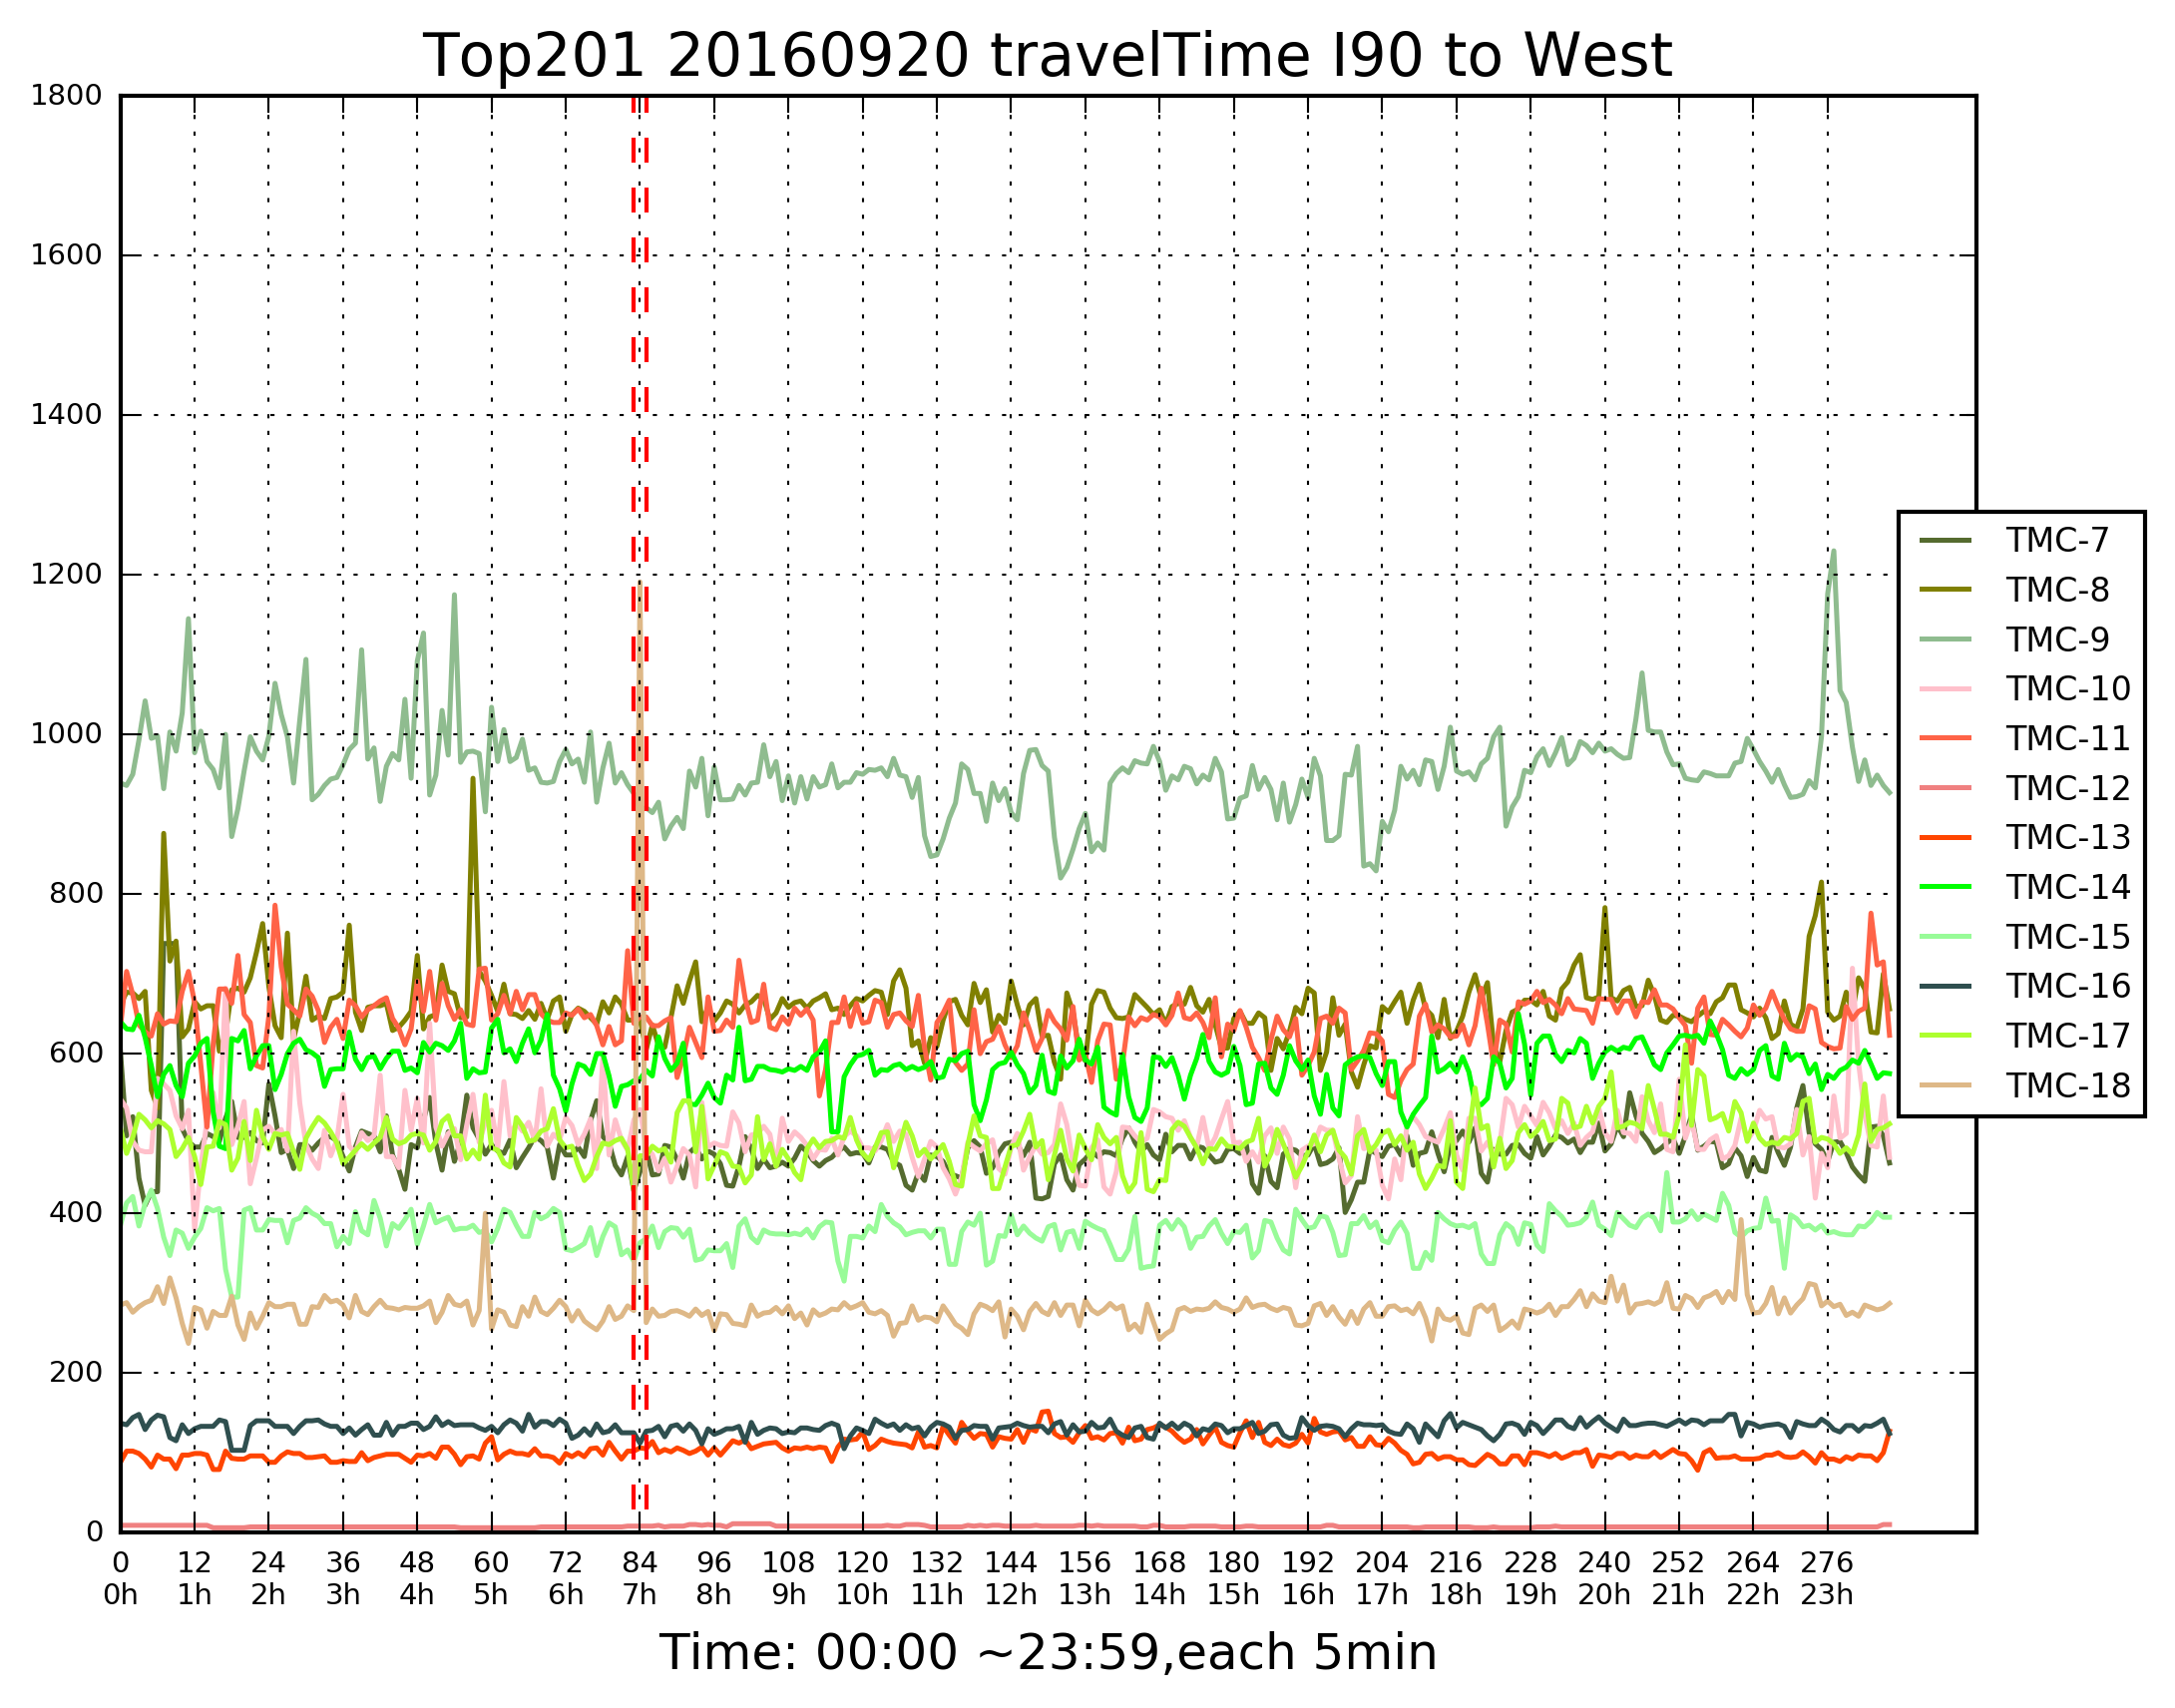 Top201 20160920 travelTime I90 to West
1800
1600
1400
1200
1000
800
600
400
200
0
0 12 24 36 48 60 72 84 96 108 120 132 144 156 168 180 192 204 216 228 240 252 264 276
0h 1h 2h 3h 4h 5h 6h 7h 8h 9h 10h 11h 12h 13h 14h 15h 16h 17h 18h 19h 20h 21h 22h 23h
Time: 00:00 ~23:59,each 5min
TMC-7
TMC-8
TMC-9
TMC-10
TMC-11
TMC-12
TMC-13
TMC-14
TMC-15
TMC-16
TMC-17
TMC-18